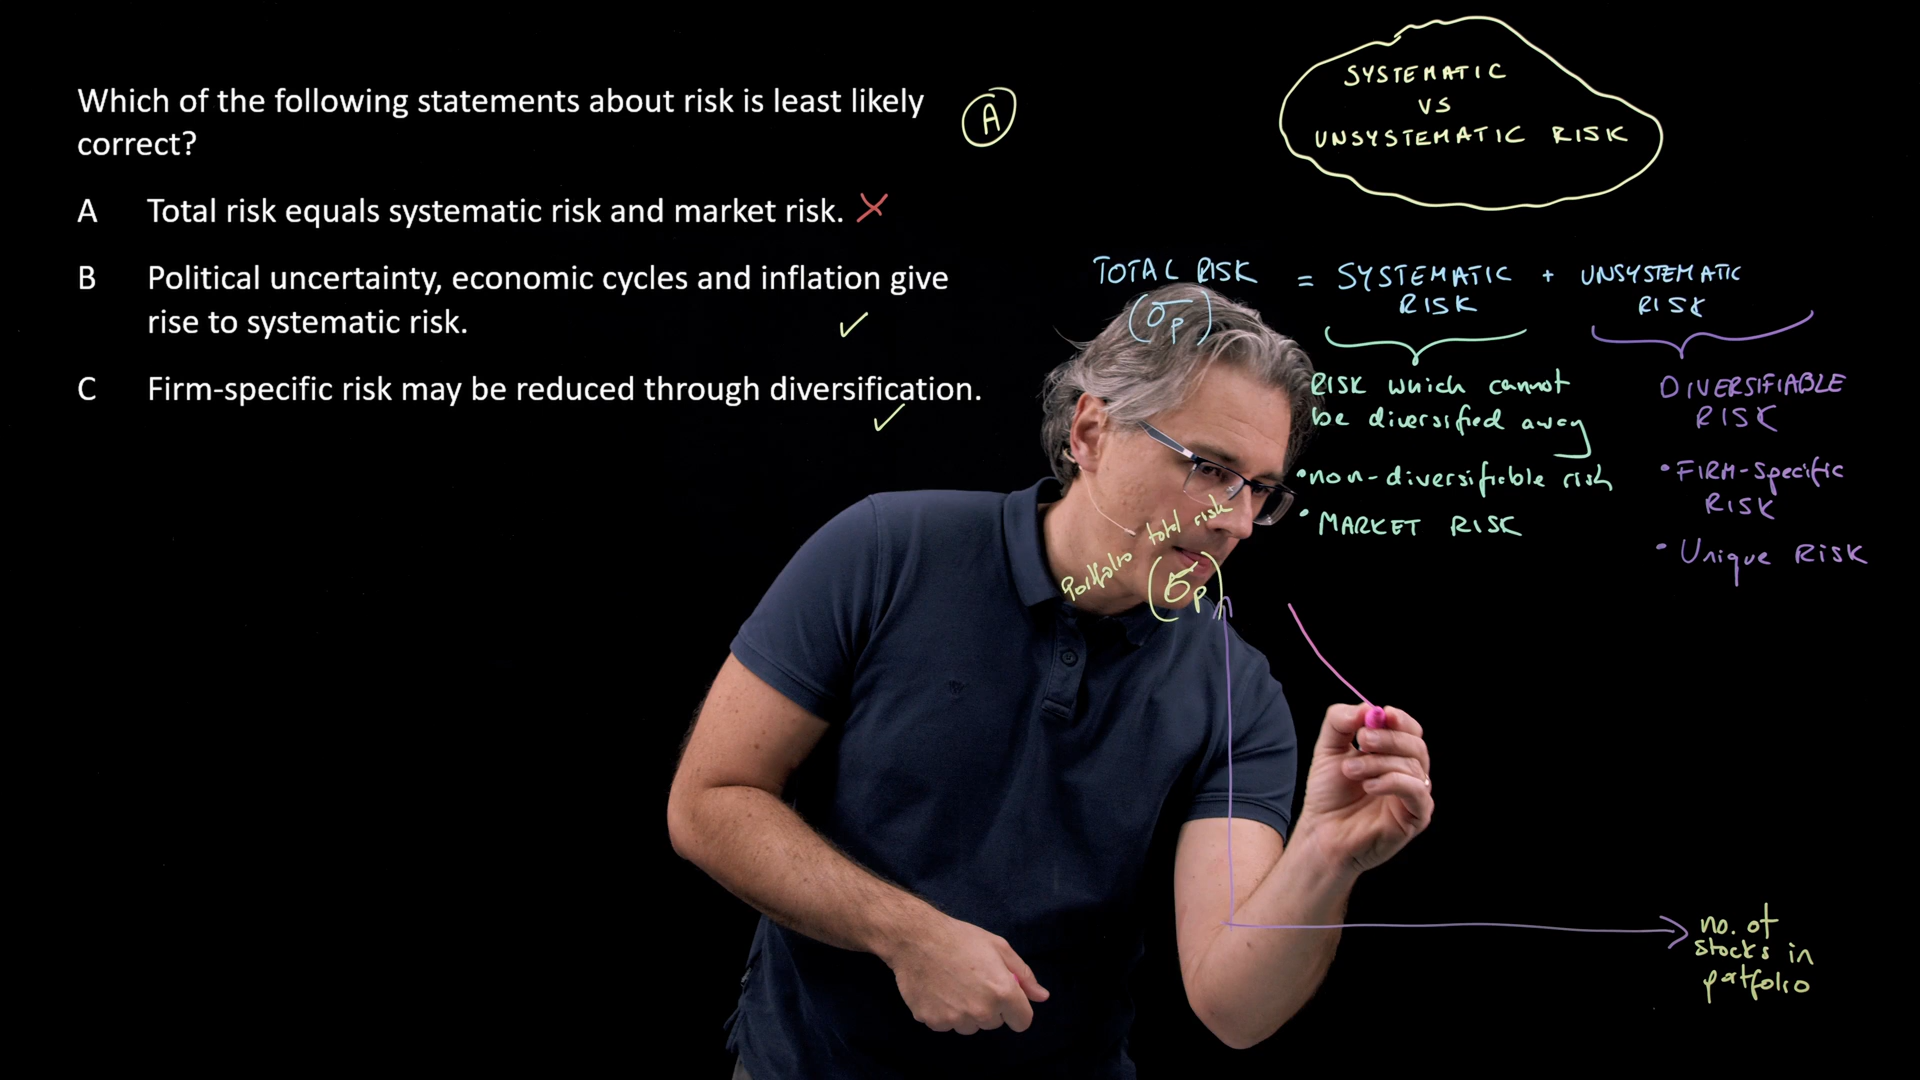 Which of the following statements about risk is least likely
correct?
A
A Total risk equals systematic risk and market risk.
B Political uncertainty, economic cycles and inflation give
rise to systematic risk.
C Firm-specific risk may be reduced through diversification.
SYSTEMATIC
VS
UNSYSTEMATIC RISK
TOTAL RISK = SYSTEMATIC + UNSYSTEMATIC
RISK RISK
(σp)
RISK which cannot
be diversified away
•non-diversifiable risk
• MARKET RISK
DIVERSIFIABLE
RISK
•FIRM-Specific
RISK
• Unique RISK
Portfolio total risk
(σp)
no. of
stocks in
portfolio